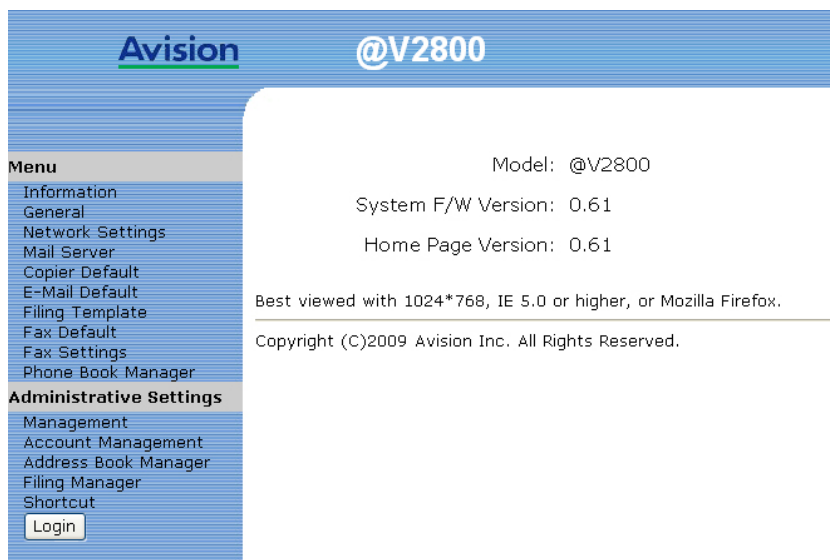 Avision @V2800
Menu
Information
General
Network Settings
Mail Server
Copier Default
E-Mail Default
Filing Template
Fax Default
Fax Settings
Phone Book Manager
Administrative Settings
Management
Account Management
Address Book Manager
Filing Manager
Shortcut
Login
Model: @V2800
System F/W Version: 0.61
Home Page Version: 0.61
Best viewed with 1024*768, IE 5.0 or higher, or Mozilla Firefox.
Copyright (C)2009 Avision Inc. All Rights Reserved.